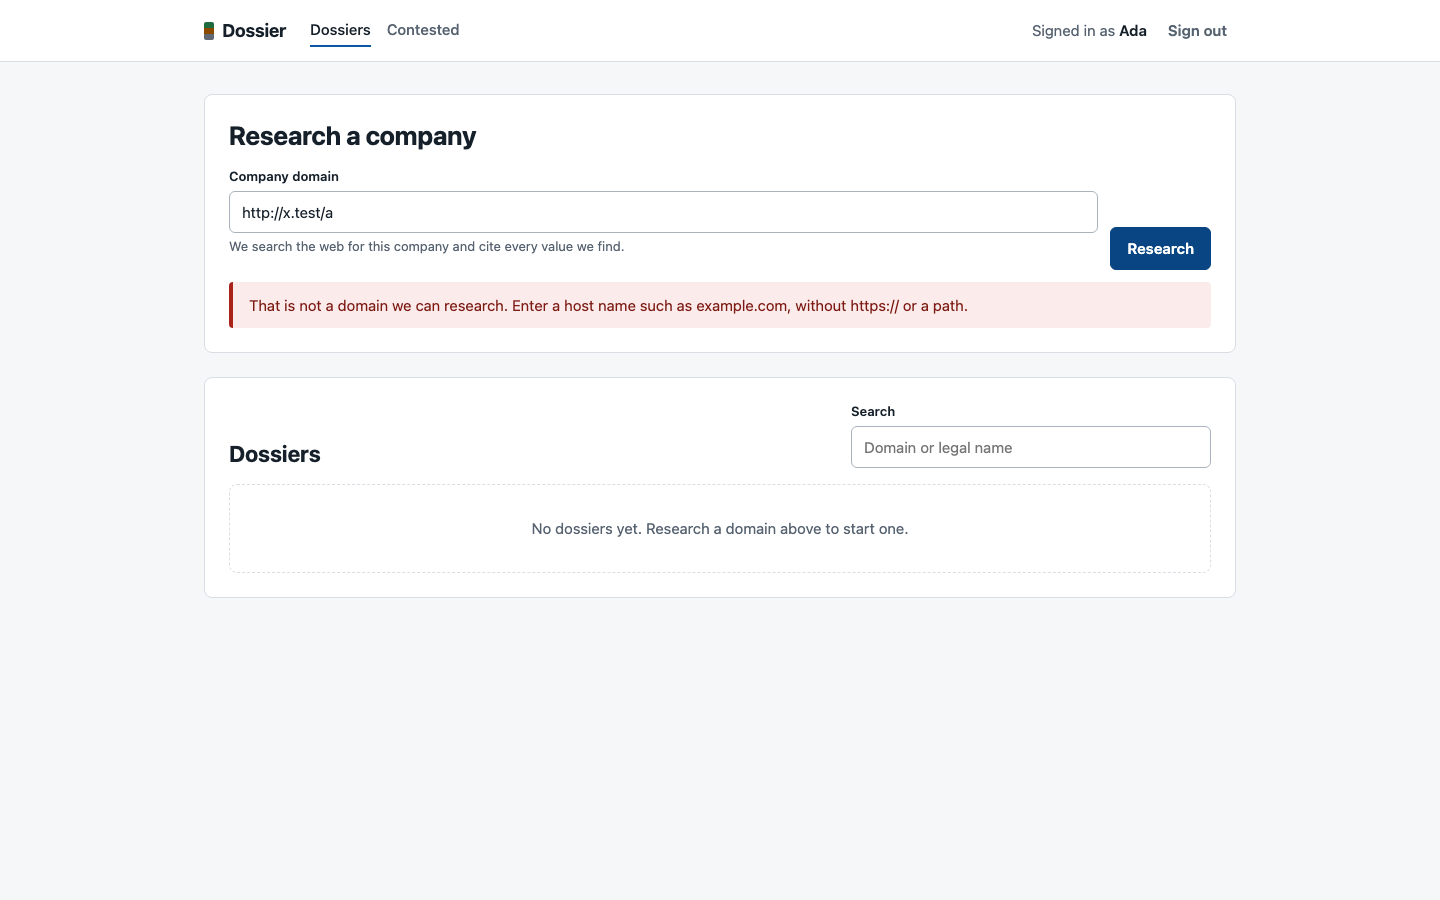 Dossier Dossiers Contested Signed in as Ada Sign out
Research a company
Company domain
http://x.test/a
We search the web for this company and cite every value we find.
Research
That is not a domain we can research. Enter a host name such as example.com, without https:// or a path.
Search
Dossiers
Domain or legal name
No dossiers yet. Research a domain above to start one.